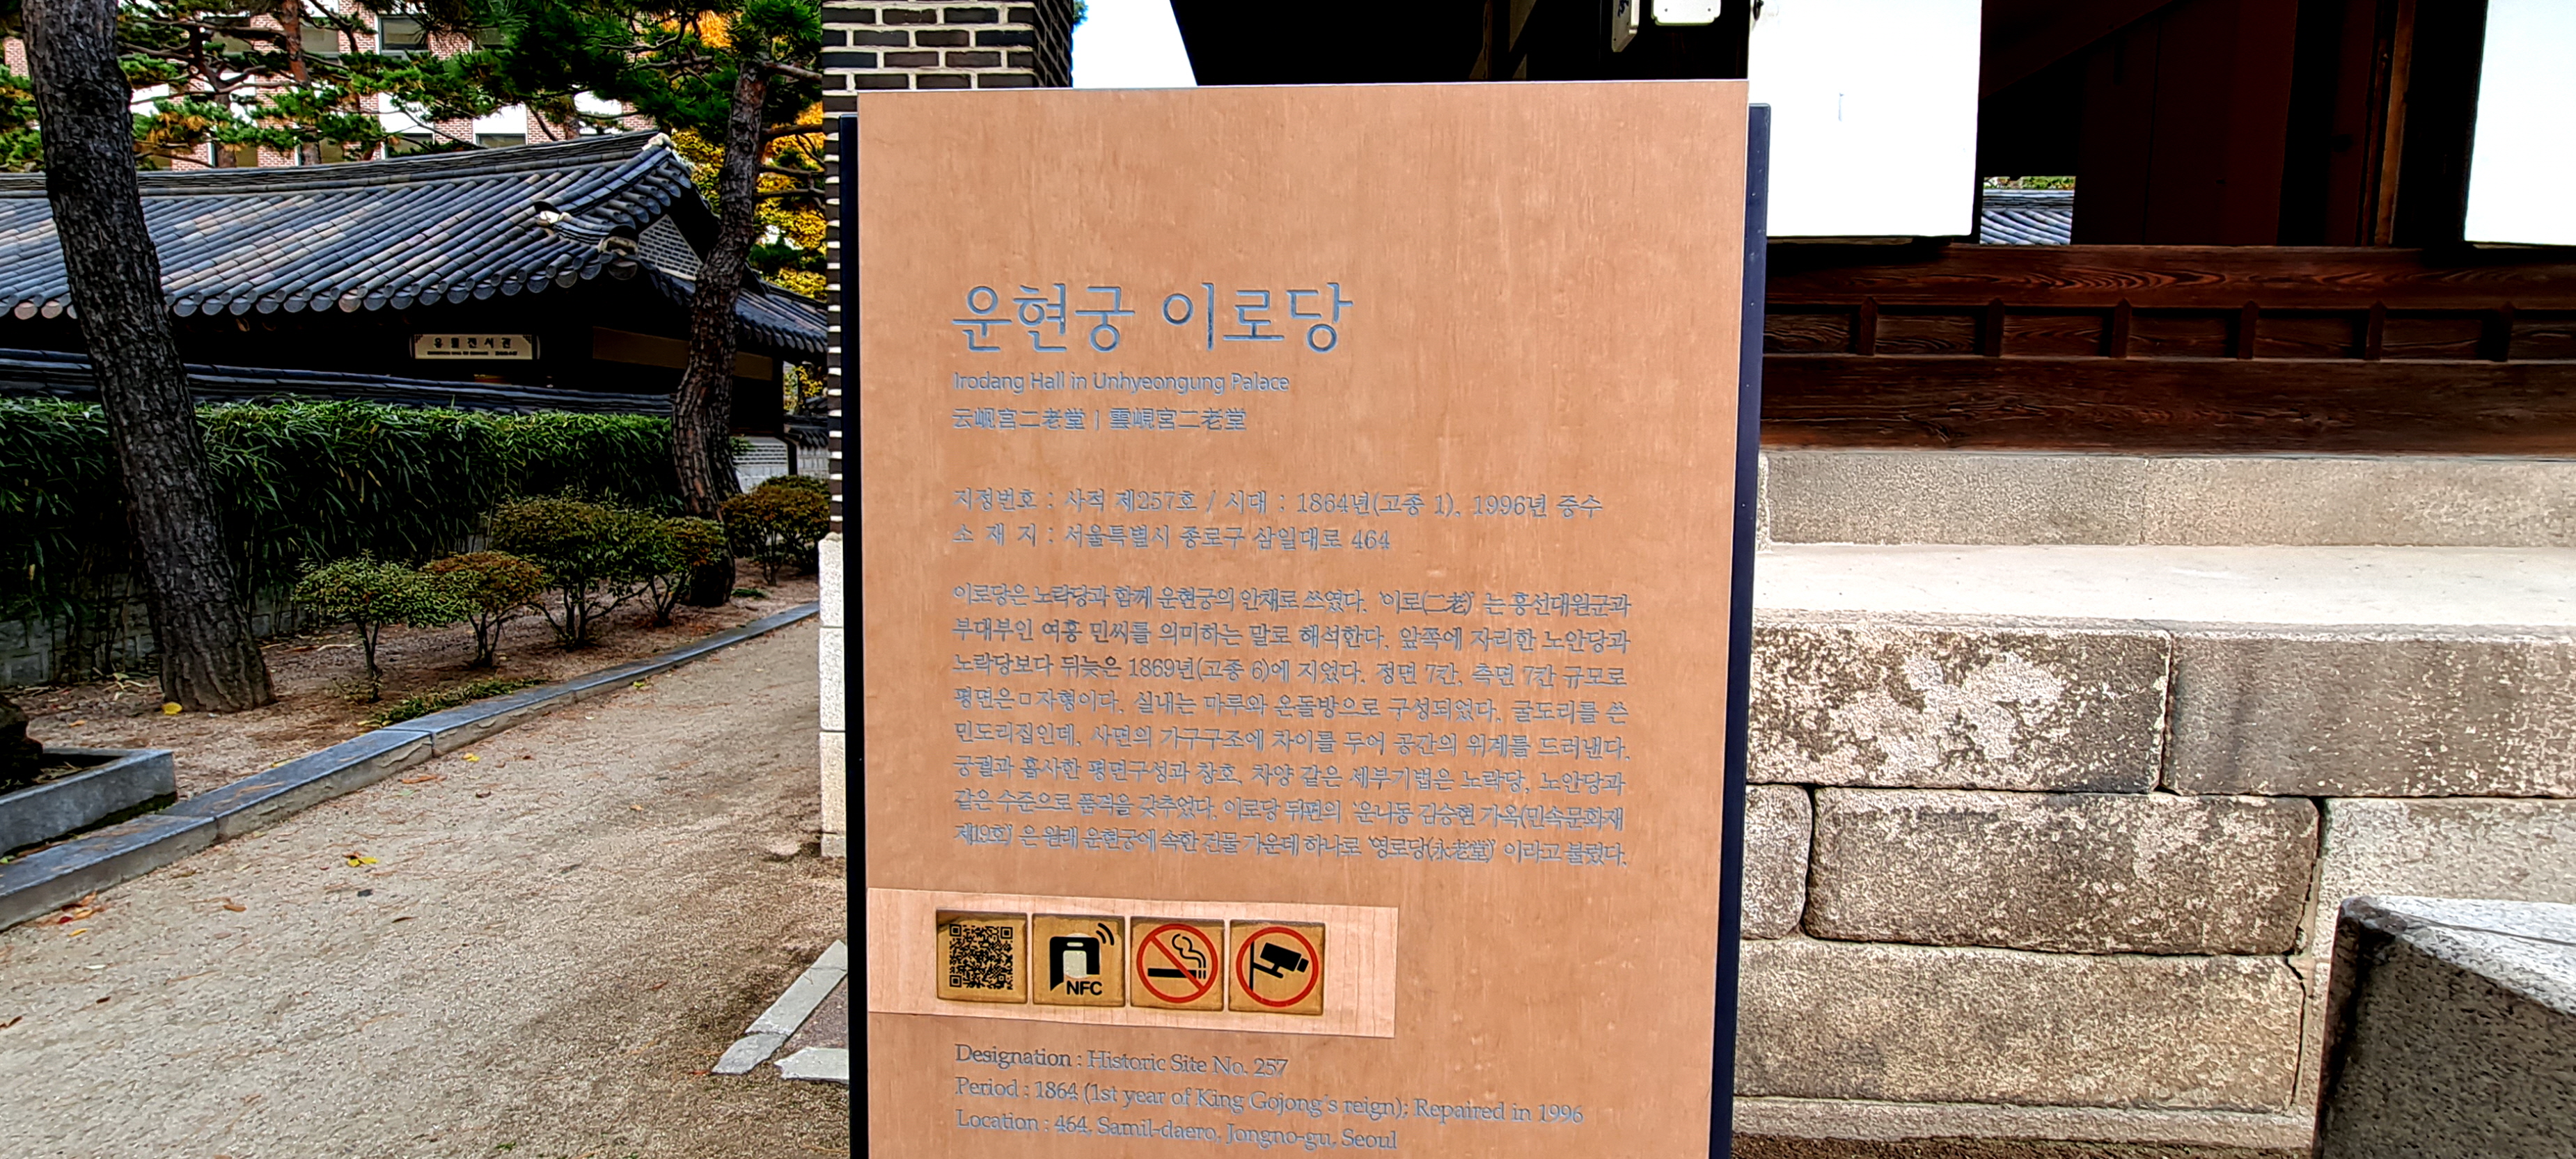 유물전시관
운현궁 이로당
Irodang Hall in Unhyeongung Palace
云岘宫二老堂 | 雲峴宮二老堂
지정번호 : 사적 제257호 / 시대 : 1864년(고종 1), 1996년 중수
소 재 지 : 서울특별시 종로구 삼일대로 464
이로당은 노락당과 함께 운현궁의 안채로 쓰였다. '이로(二老)' 는 흥선대원군과
부대부인 여흥 민씨를 의미하는 말로 해석한다. 앞쪽에 자리한 노안당과
노락당보다 뒤늦은 1869년(고종 6)에 지었다. 정면 7칸, 측면 7칸 규모로
평면은 ㅁ자형이다. 실내는 마루와 온돌방으로 구성되었다. 굴도리를 쓴
민도리집인데, 사면의 가구구조에 차이를 두어 공간의 위계를 드러낸다.
궁궐과 흡사한 평면구성과 창호, 차양 같은 세부기법은 노락당, 노안당과
같은 수준으로 품격을 갖추었다. 이로당 뒤편의 '운니동 김승현 가옥(민속문화재
제19호)' 은 원래 운현궁에 속한 건물 가운데 하나로 '영로당(永老堂)' 이라고 불렀다.
NFC
Designation : Historic Site No. 257
Period : 1864 (1st year of King Gojong's reign); Repaired in 1996
Location : 464, Samil-daero, Jongno-gu, Seoul